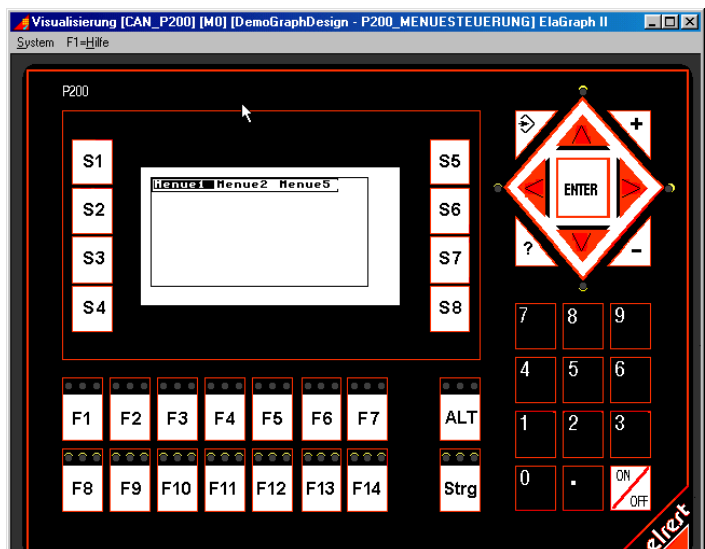 Visualisierung [CAN_P200] [M0] [DemoGraphDesign - P200_MENUESTEUERUNG] ElaGraph II
System F1=Hilfe
P200
S1
S2
S3
S4
Menue1 Menue2 Menue5
S5
S6
S7
S8
+
ENTER
? -
7 8 9
4 5 6
1 2 3
0 . ON OFF
F1 F2 F3 F4 F5 F6 F7 ALT
F8 F9 F10 F11 F12 F13 F14 Strg